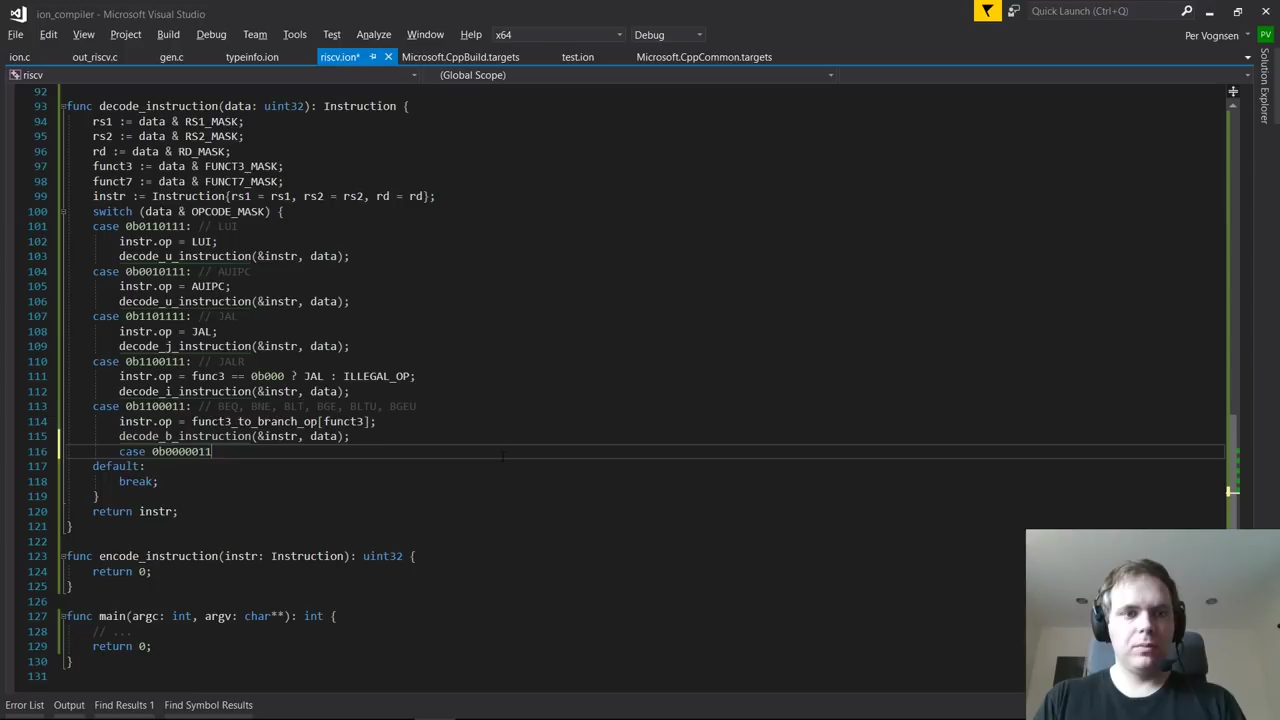 ion_compiler - Microsoft Visual Studio
Quick Launch (Ctrl+Q)
File Edit View Project Build Debug Team Tools Test Analyze Window Help x64 Debug Per Vognsen PV
ion.c out_riscv.c gen.c typeinfo.ion riscv.ion* Microsoft.CppBuild.targets test.ion Microsoft.CppCommon.targets
Solution Explorer
riscv (Global Scope)
92
93 func decode_instruction(data: uint32): Instruction {
94 rs1 := data & RS1_MASK;
95 rs2 := data & RS2_MASK;
96 rd := data & RD_MASK;
97 funct3 := data & FUNCT3_MASK;
98 funct7 := data & FUNCT7_MASK;
99 instr := Instruction{rs1 = rs1, rs2 = rs2, rd = rd};
100 switch (data & OPCODE_MASK) {
101 case 0b0110111: // LUI
102 instr.op = LUI;
103 decode_u_instruction(&instr, data);
104 case 0b0010111: // AUIPC
105 instr.op = AUIPC;
106 decode_u_instruction(&instr, data);
107 case 0b1101111: // JAL
108 instr.op = JAL;
109 decode_j_instruction(&instr, data);
110 case 0b1100111: // JALR
111 instr.op = func3 == 0b000 ? JAL : ILLEGAL_OP;
112 decode_i_instruction(&instr, data);
113 case 0b1100011: // BEQ, BNE, BLT, BGE, BLTU, BGEU
114 instr.op = funct3_to_branch_op[funct3];
115 decode_b_instruction(&instr, data);
116 case 0b0000011
117 default:
118 break;
119 }
120 return instr;
121 }
122
123 func encode_instruction(instr: Instruction): uint32 {
124 return 0;
125 }
126
127 func main(argc: int, argv: char**): int {
128 // ...
129 return 0;
130 }
131
Error List Output Find Results 1 Find Symbol Results